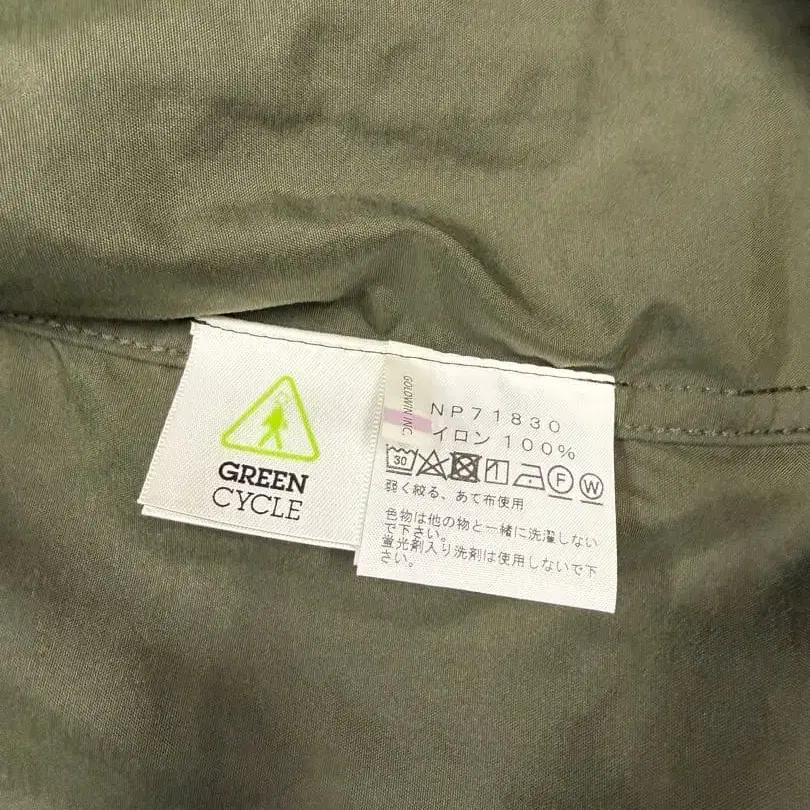 GREEN
CYCLE
GOLDWIN INC
NP71830
イロン 100%
30
F
W
弱く絞る、あて布使用
色物は他の物と一緒に洗濯しない
で下さい。
蛍光剤入り洗剤は使用しないで下
さい。